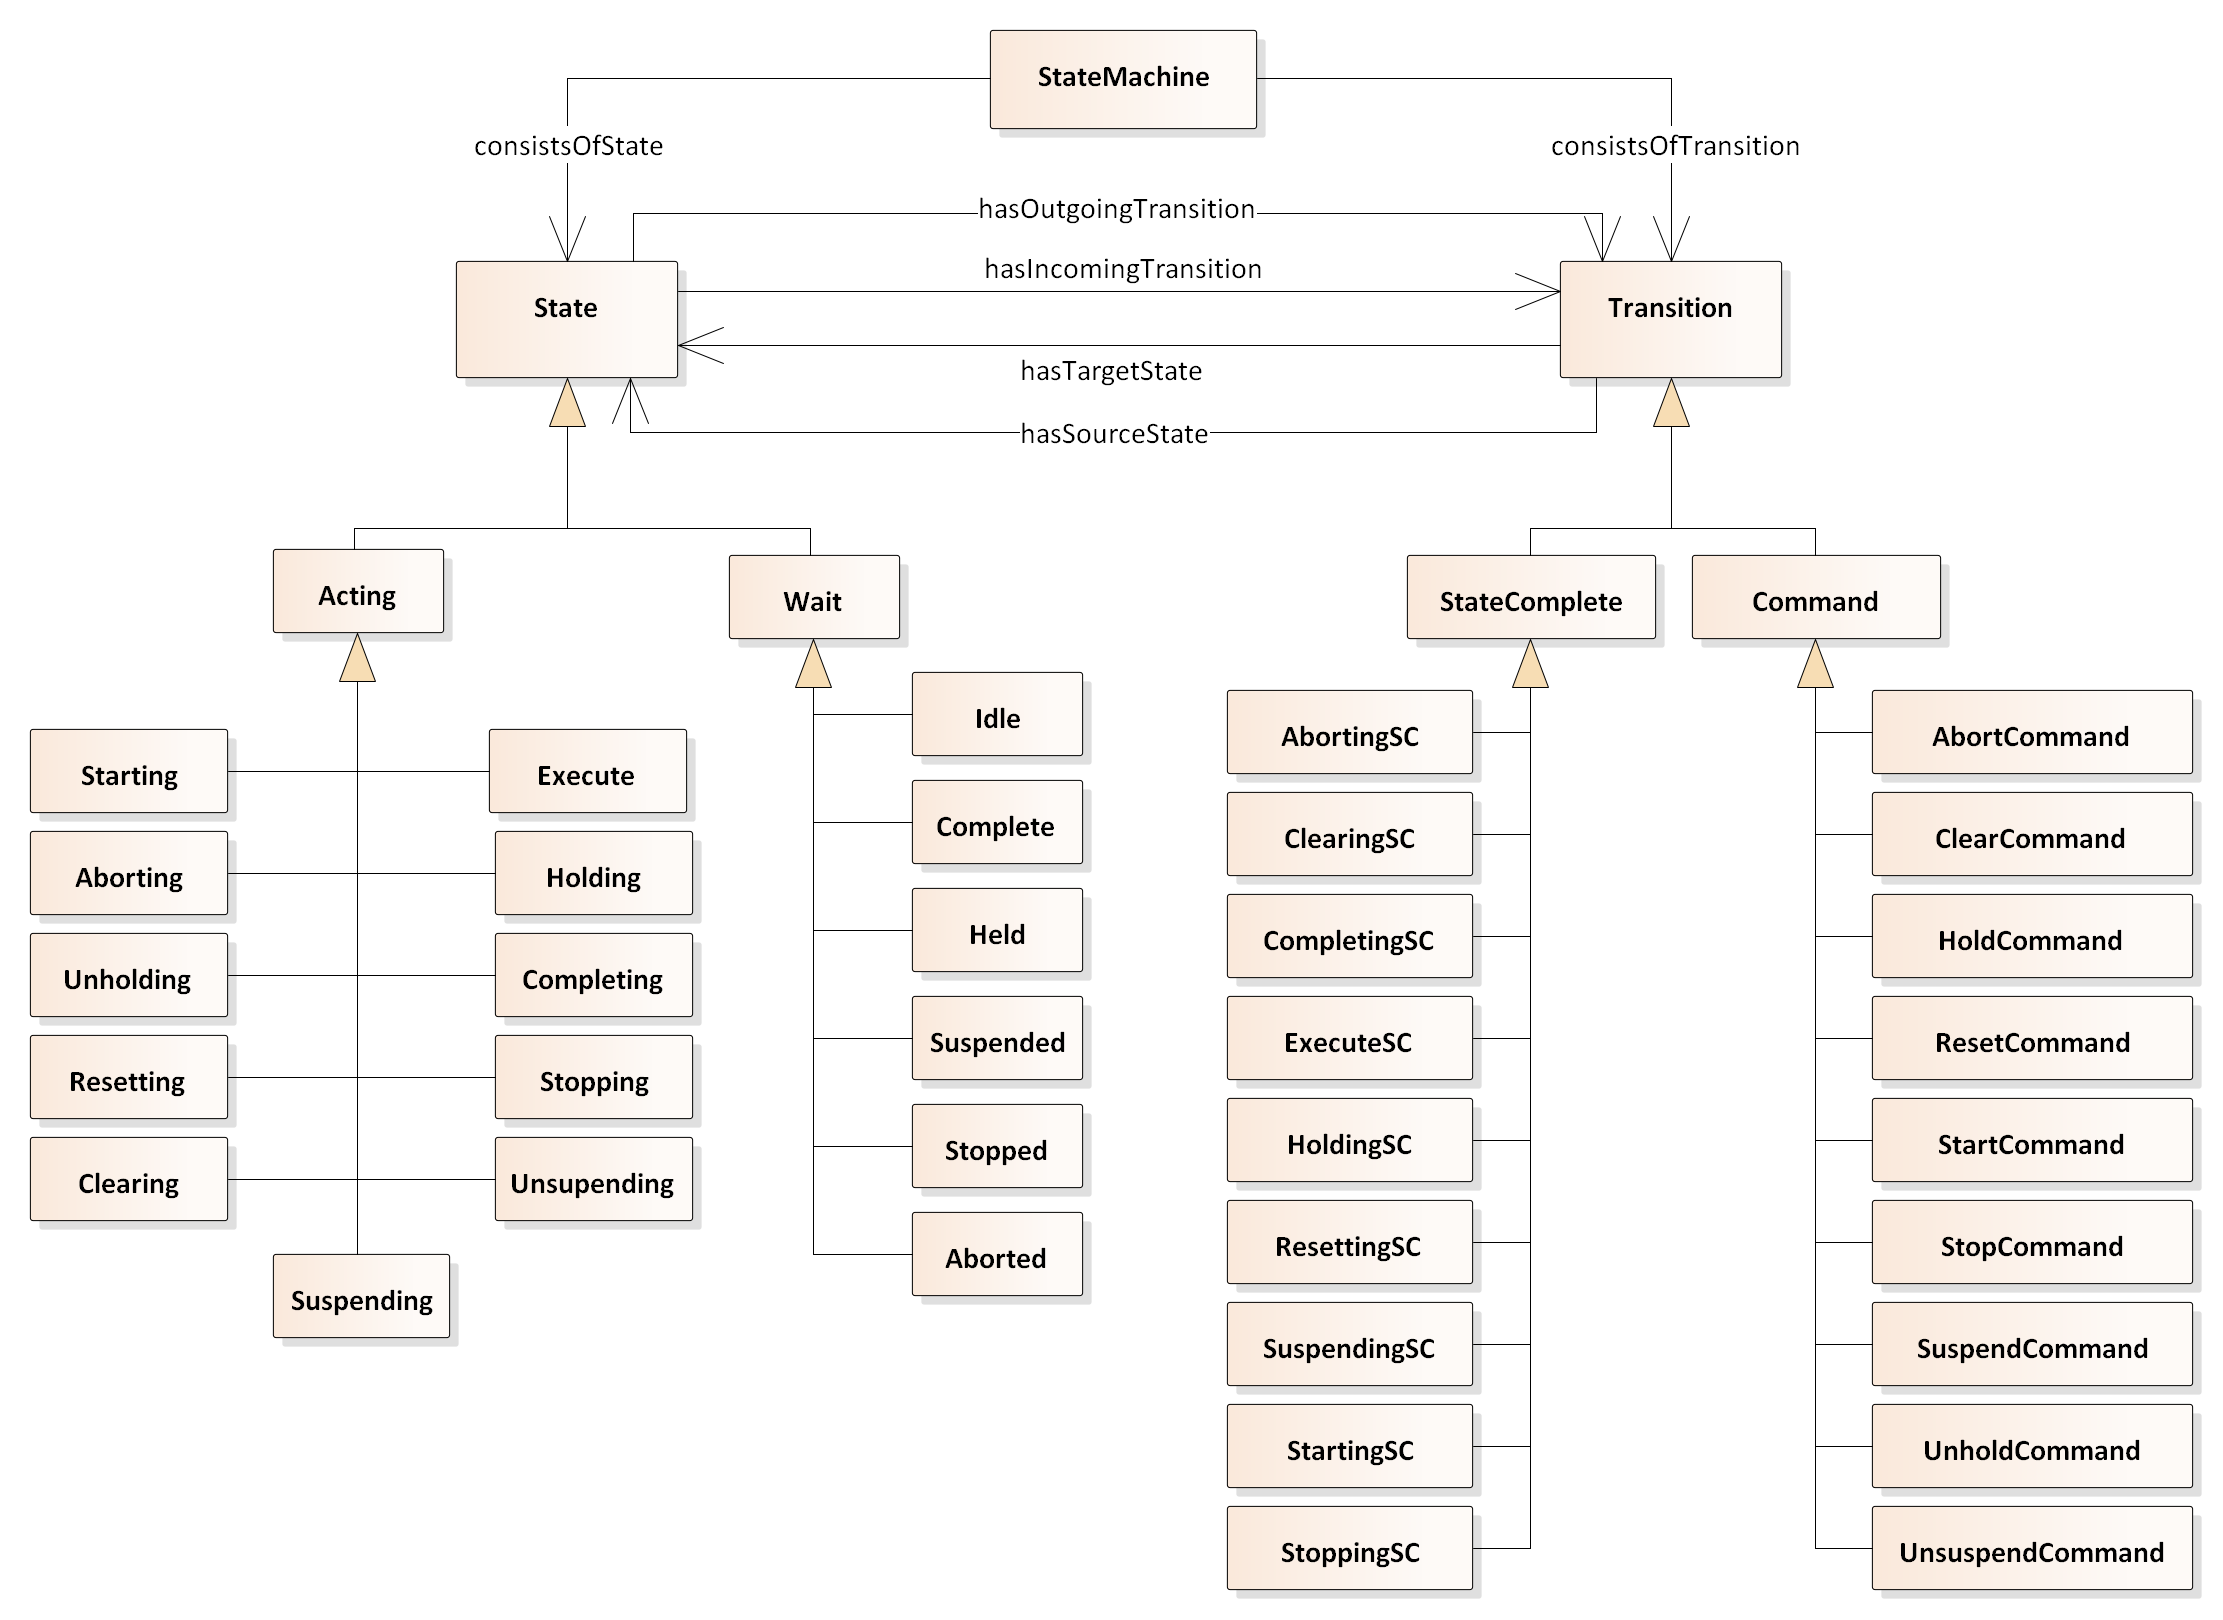 StateMachine
consistsOfState
consistsOfTransition
hasOutgoingTransition
hasIncomingTransition
State
Transition
hasTargetState
hasSourceState
Acting
Wait
StateComplete
Command
Starting
Execute
Aborting
Holding
Unholding
Completing
Resetting
Stopping
Clearing
Unsupending
Suspending
Idle
Complete
Held
Suspended
Stopped
Aborted
AbortingSC
ClearingSC
CompletingSC
ExecuteSC
HoldingSC
ResettingSC
SuspendingSC
StartingSC
StoppingSC
AbortCommand
ClearCommand
HoldCommand
ResetCommand
StartCommand
StopCommand
SuspendCommand
UnholdCommand
UnsuspendCommand